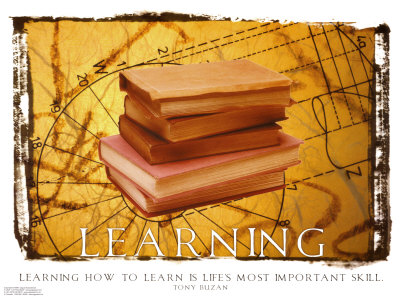 LEARNING
LEARNING HOW TO LEARN IS LIFE'S MOST IMPORTANT SKILL.
TONY BUZAN